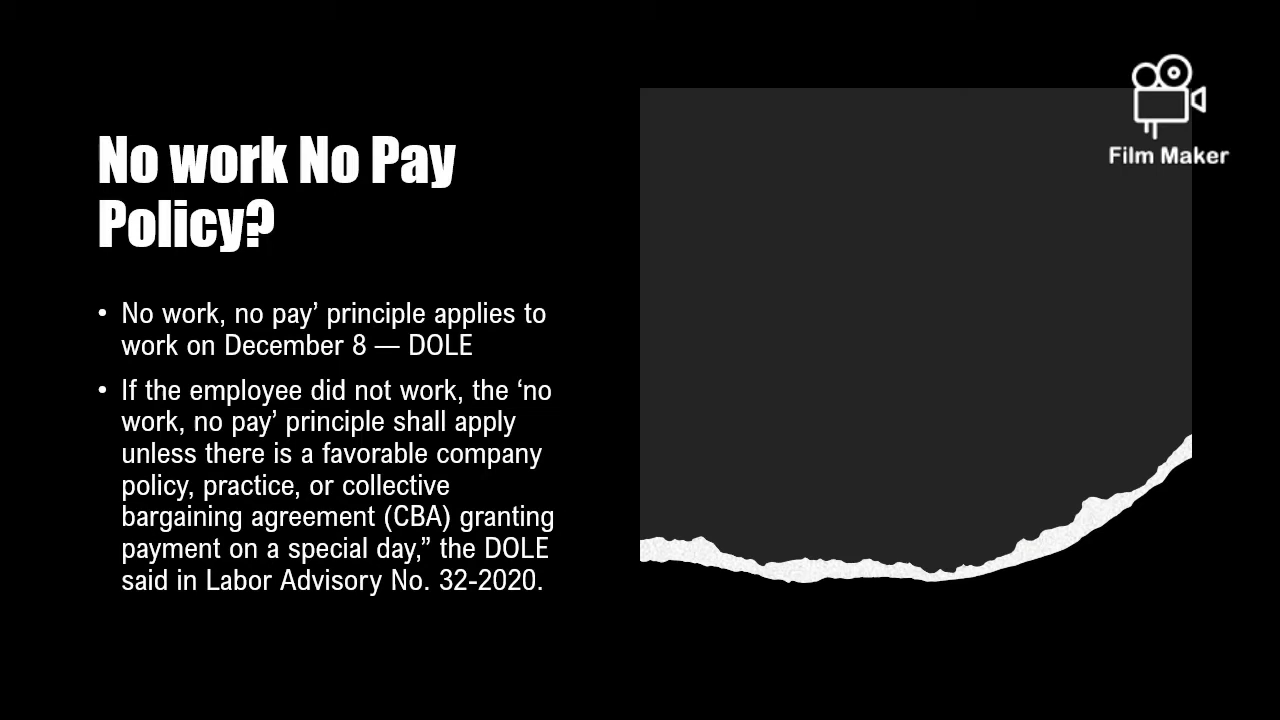 No work No Pay
Policy?
• No work, no pay’ principle applies to
work on December 8 — DOLE
• If the employee did not work, the ‘no
work, no pay’ principle shall apply
unless there is a favorable company
policy, practice, or collective
bargaining agreement (CBA) granting
payment on a special day,” the DOLE
said in Labor Advisory No. 32-2020.
Film Maker